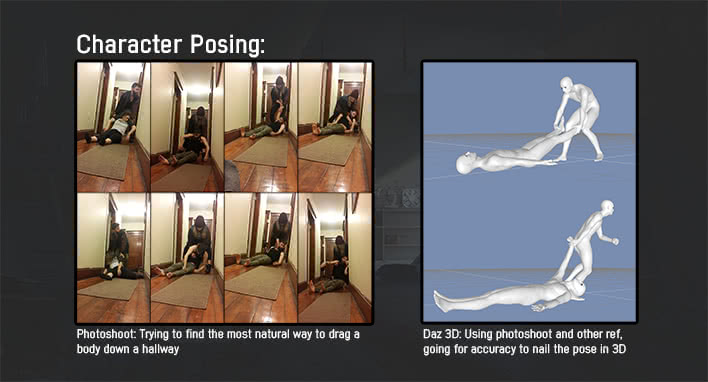 Character Posing:
Photoshoot: Trying to find the most natural way to drag a
body down a hallway
Daz 3D: Using photoshoot and other ref,
going for accuracy to nail the pose in 3D